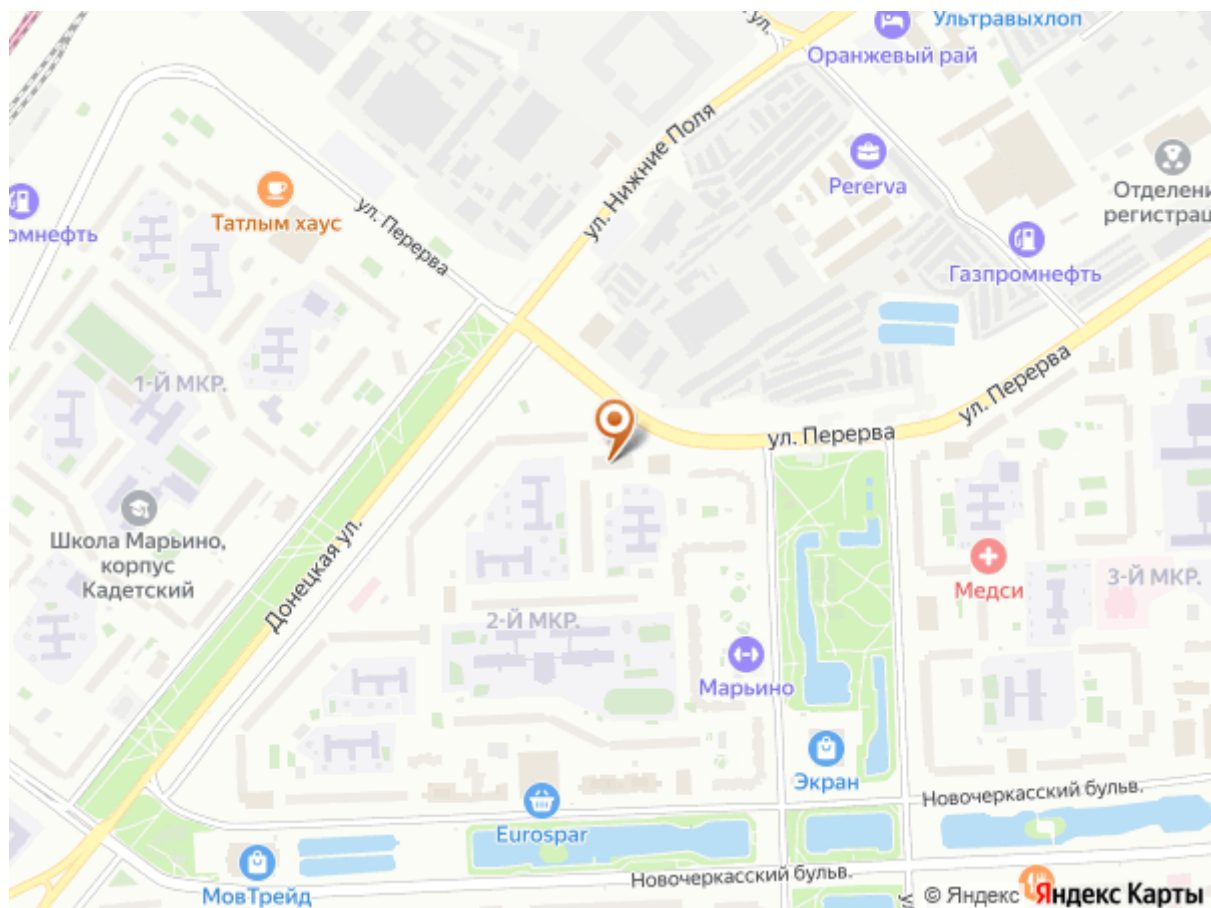 Ультравыхлоп
Оранжевый рай
ул. Нижние Поля
Pererva
Отделени
регистрац
Татлым хаус
ул. Перерва
омнефть
Газпромнефть
ул. Перерва
1-Й МКР.
ул. Перерва
Школа Марьино,
корпус
Кадетский
Донецкая ул.
Медси
3-Й МКР.
2-Й МКР.
Марьино
Экран
Новочеркасский бульв.
Eurospar
МовТрейд
Новочеркасский бульв.
© Яндекс
Яндекс Карты